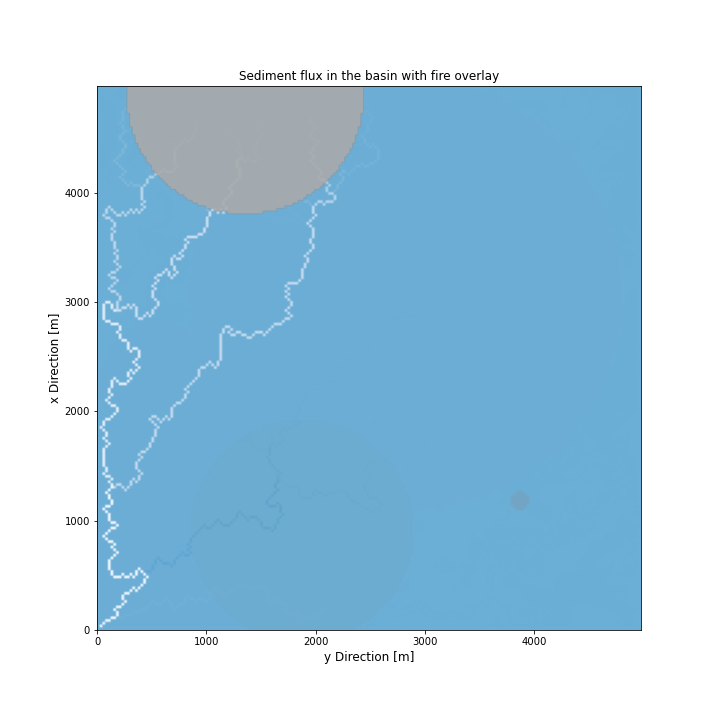 Sediment flux in the basin with fire overlay
x Direction [m]
4000
3000
2000
1000
0
0 1000 2000 3000 4000
y Direction [m]